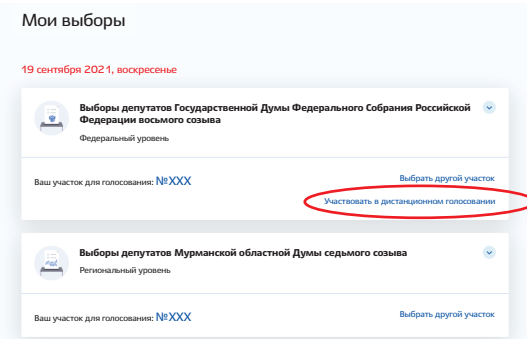 Мои выборы
19 сентября 2021, воскресенье
Выборы депутатов Государственной Думы Федерального Собрания Российской
Федерации восьмого созыва
Федеральный уровень
Ваш участок для голосования: №XXX
Выбрать другой участок
Участвовать в дистанционном голосовании
Выборы депутатов Мурманской областной Думы седьмого созыва
Региональный уровень
Ваш участок для голосования: №XXX
Выбрать другой участок